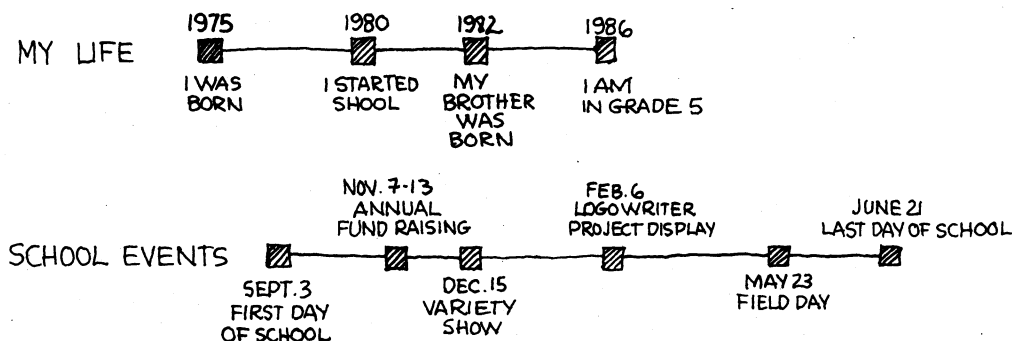 1975
1980
1982
1986
MY LIFE
I WAS
BORN
I STARTED
SHOOL
MY
BROTHER
WAS
BORN
I AM
IN GRADE 5
NOV. 7-13
ANNUAL
FUND RAISING
FEB. 6
LOGOWRITER
PROJECT DISPLAY
JUNE 21
LAST DAY OF SCHOOL
SCHOOL EVENTS
SEPT. 3
FIRST DAY
OF SCHOOL
DEC. 15
VARIETY
SHOW
MAY 23
FIELD DAY